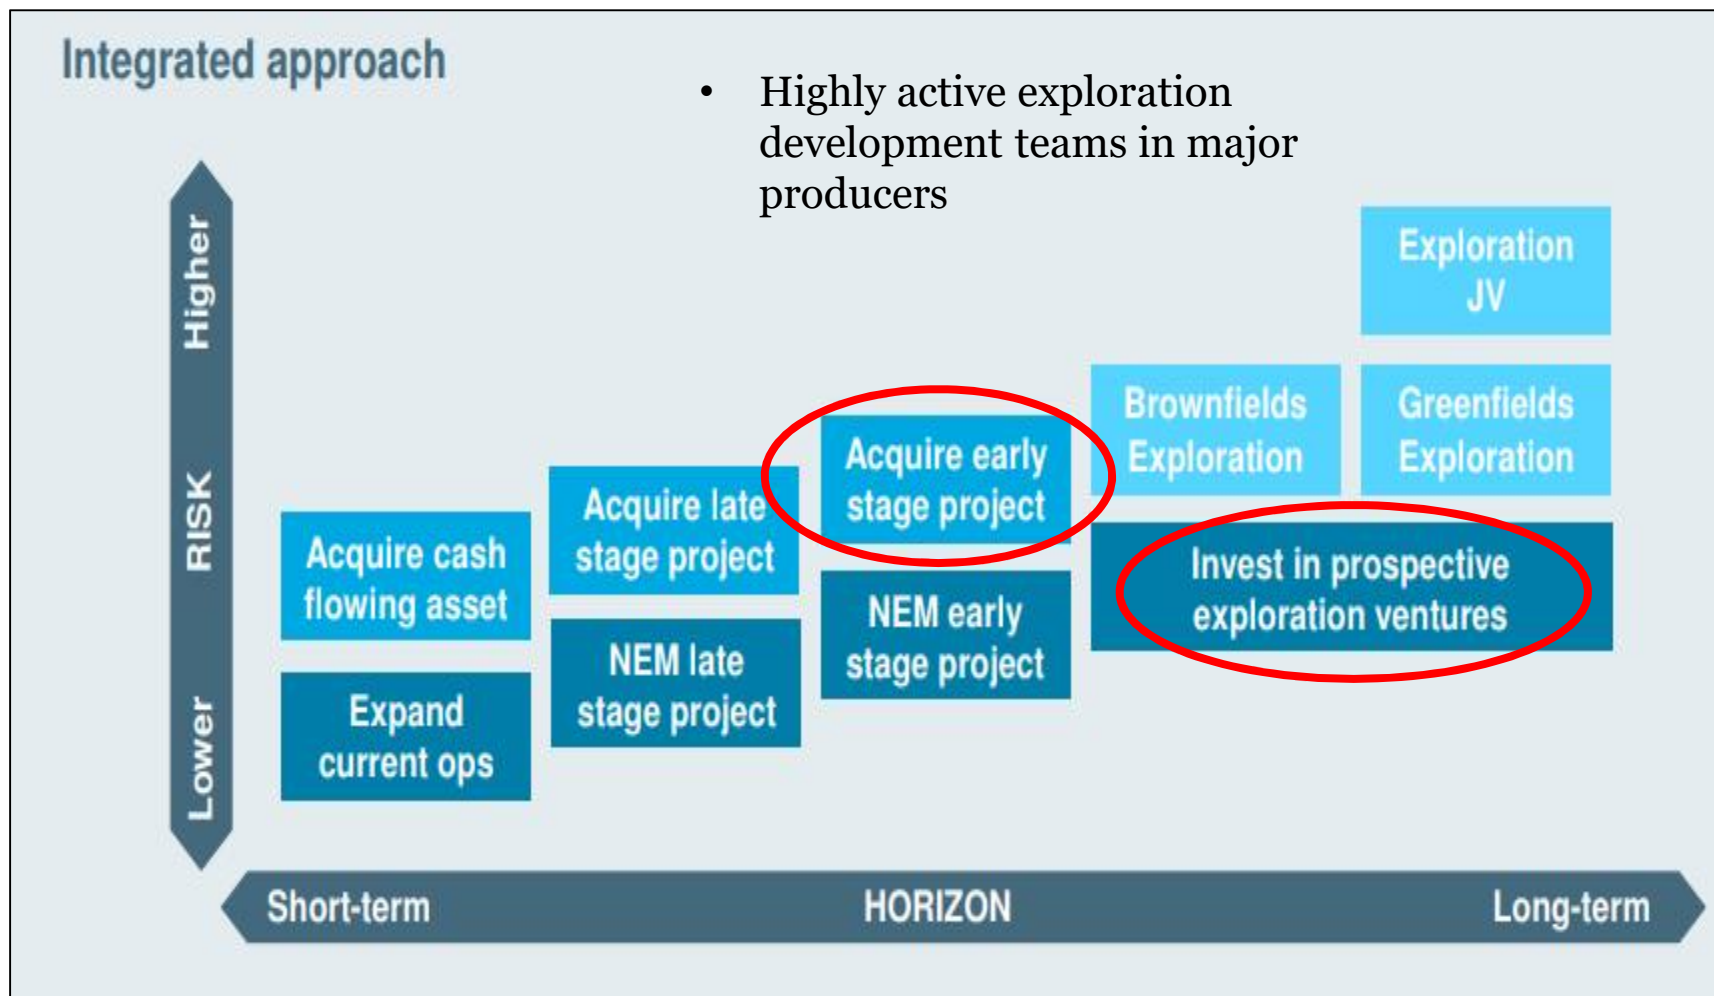 Integrated approach
• Highly active exploration
development teams in major
producers
Higher
RISK
Lower
Exploration
JV
Brownfields
Exploration
Greenfields
Exploration
Acquire early
stage project
Acquire late
stage project
Acquire cash
flowing asset
Invest in prospective
exploration ventures
NEM early
stage project
NEM late
stage project
Expand
current ops
Short-term
HORIZON
Long-term